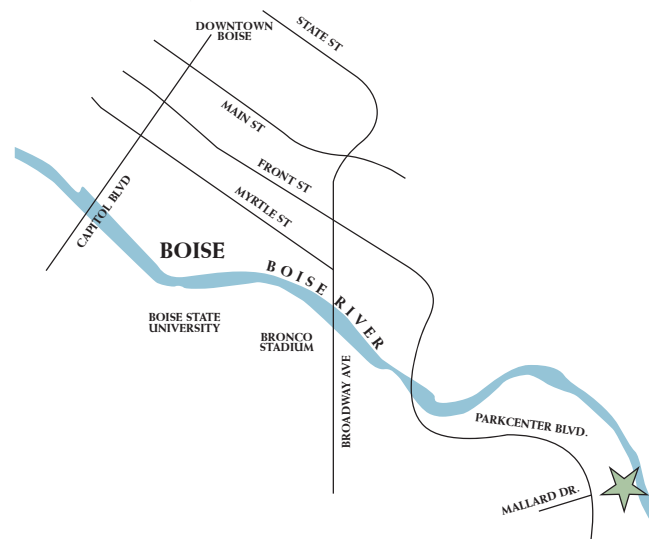 DOWNTOWN
BOISE
STATE ST
MAIN ST
FRONT ST
MYRTLE ST
CAPITOL BLVD
BOISE
BOISE RIVER
BOISE STATE
UNIVERSITY
BRONCO
STADIUM
BROADWAY AVE
PARKCENTER BLVD.
MALLARD DR.